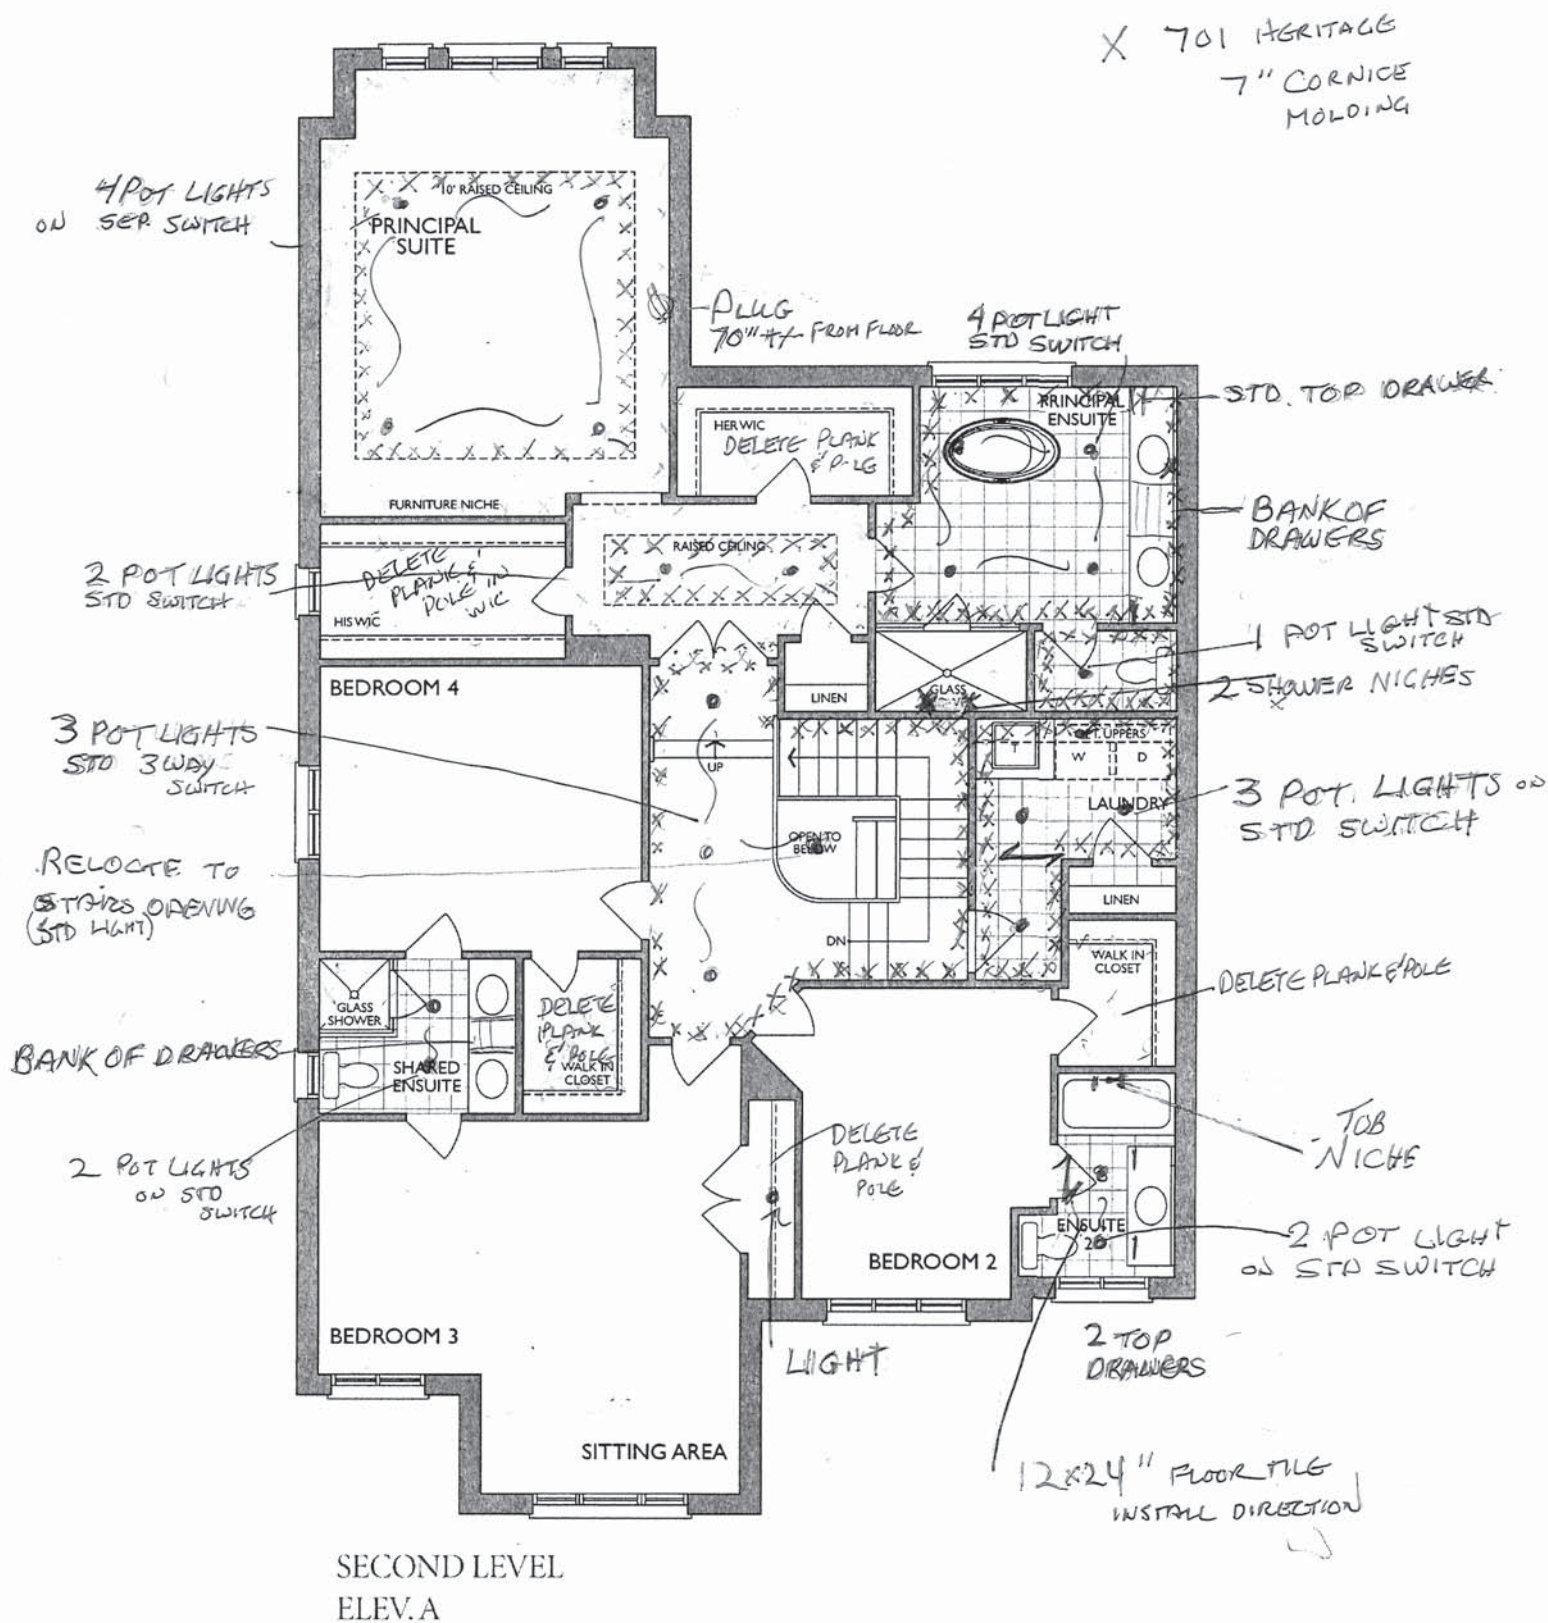 X 701 HERITAGE
7" CORNICE
MOLDING
4 POT LIGHTS
ON SEP. SWITCH
10' RAISED CEILING
PRINCIPAL
SUITE
PLUG
70" +/- FROM FLOOR
4 POT LIGHT
STD SWITCH
PRINCIPAL
ENSUITE
STD. TOP DRAWER
HER WIC
DELETE PLANK
&
FURNITURE NICHE
BANK OF
DRAWERS
RAISED CEILING
2 POT LIGHTS
STD SWITCH
DELETE
PLANK &
POLE IN
WIC
HIS WIC
1 POT LIGHT STD
SWITCH
2 SHOWER NICHES
X
BEDROOM 4
LINEN
GLASS
3 POT LIGHTS
STD 3 WAY
SWITCH
UP
OPT. UPPERS
T
W
D
LAUNDRY
3 POT. LIGHTS ON
STD SWITCH
OPEN TO
BELOW
RELOCTE TO
STAIRS OPENING
(STD LIGHT)
LINEN
DN
WALK IN
CLOSET
DELETE PLANK & POLE
GLASS
SHOWER
DELETE
PLANK
& POLE
WALK IN
CLOSET
BANK OF DRAWERS
SHARED
ENSUITE
2 POT LIGHTS
ON STD
SWITCH
DELETE
PLANK &
POLE
TUB
NICHE
ENSUITE
2
2 POT LIGHT
ON STD SWITCH
BEDROOM 2
BEDROOM 3
LIGHT
2 TOP
DRAWERS
SITTING AREA
12x24" FLOOR TILE
INSTALL DIRECTION
SECOND LEVEL
ELEV. A